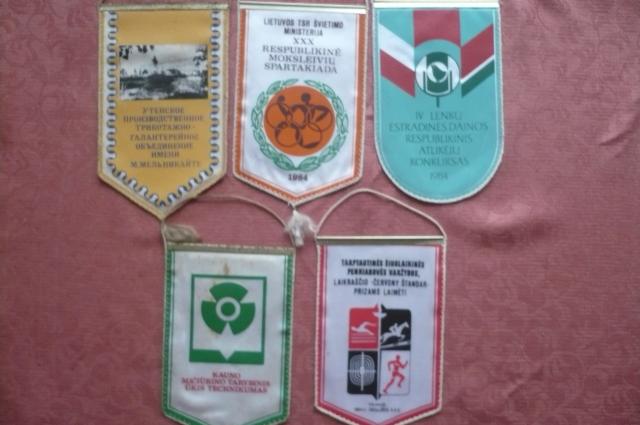 УТЕНСКОЕ
ПРОИЗВОДСТВЕННОЕ
ТРИКОТАЖНО-
ГАЛАНТЕРЕЙНОЕ
ОБЪЕДИНЕНИЕ
ИМЕНИ
М.МЕЛЬНИКАЙТЕ
LIETUVOS TSR ŠVIETIMO
MINISTERIJA
XXX
RESPUBLIKINĖ
MOKSLEIVIŲ
SPARTAKIADA
1984
IV LENKŲ
ESTRADINĖS DAINOS
RESPUBLIKINIS
ATLIKĖJŲ
KONKURSAS
1984
KAUNO
MAČIŪKINO TARYBINIS
ŪKIS TECHNIKUMAS
TARPTAUTINĖS ŠIUOLAIKINĖS
PENKIAKOVĖS VARŽYBOS,
LAIKRAŠČIO ·ČERVONY ŠTANDAR·
PRIZAMS LAIMĖTI